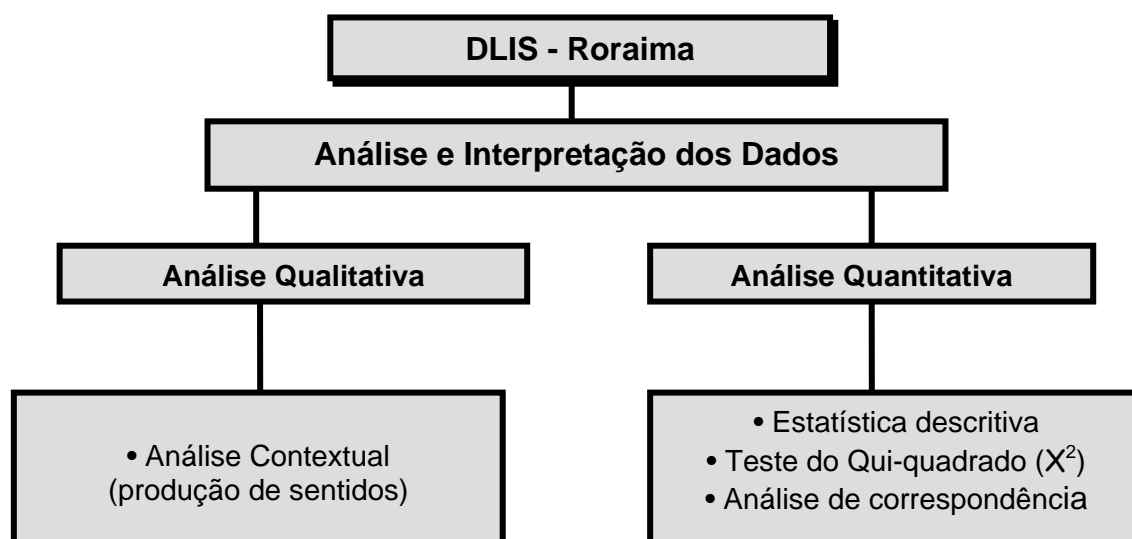 DLIS - Roraima
Análise e Interpretação dos Dados
Análise Qualitativa
Análise Quantitativa
• Análise Contextual
(produção de sentidos)
• Estatística descritiva
• Teste do Qui-quadrado (X²)
• Análise de correspondência